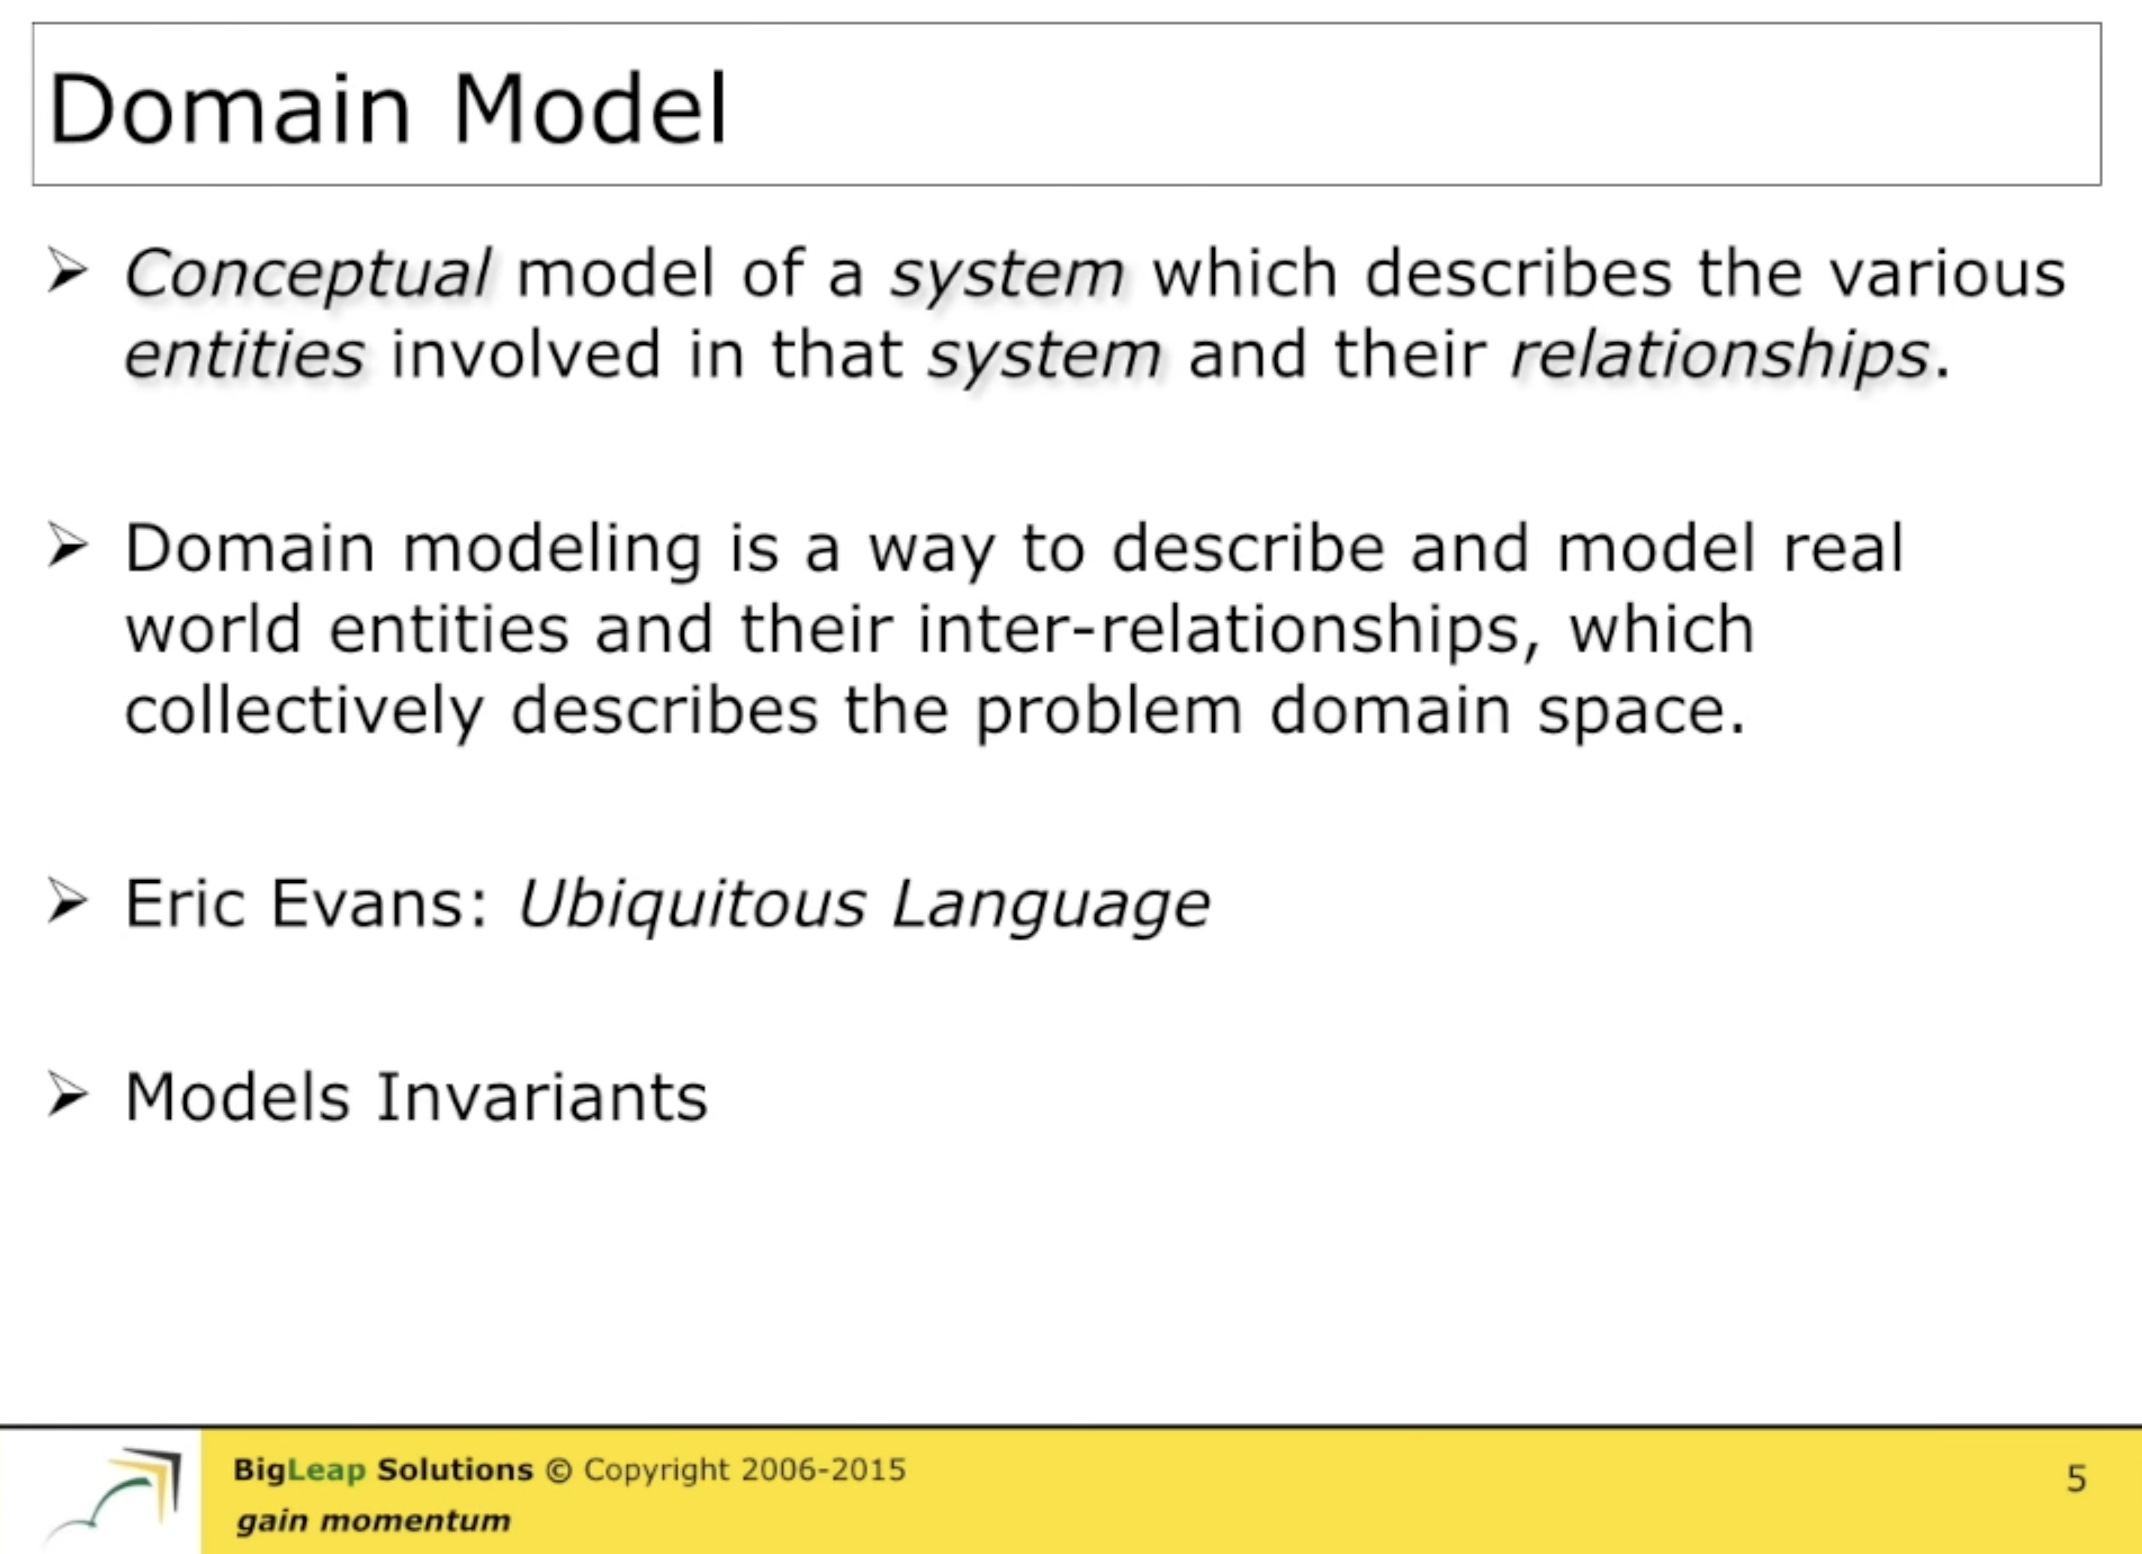 Domain Model
Conceptual model of a system which describes the various
entities involved in that system and their relationships.
Domain modeling is a way to describe and model real
world entities and their inter-relationships, which
collectively describes the problem domain space.
Eric Evans: Ubiquitous Language
Models Invariants
BigLeap Solutions © Copyright 2006-2015
gain momentum
5